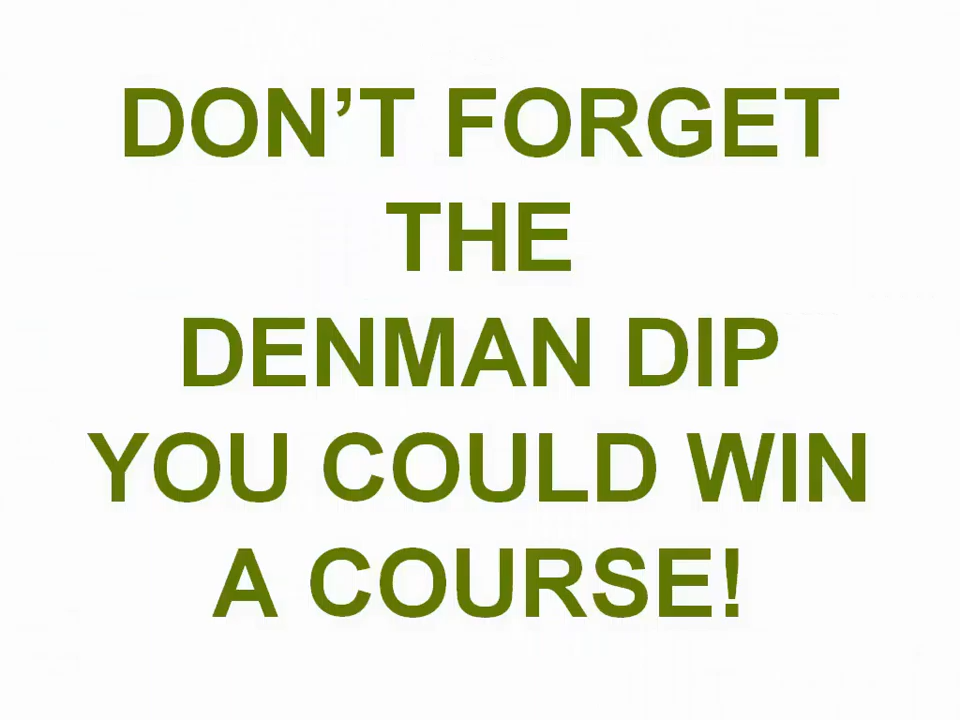 DON’T FORGET
THE
DENMAN DIP
YOU COULD WIN
A COURSE!